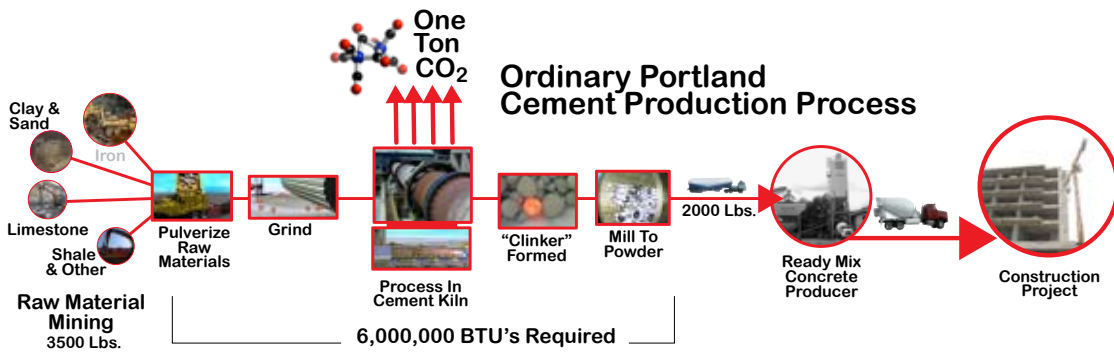 One
Ton
CO2
Ordinary Portland
Cement Production Process
Clay &
Sand
Iron
Limestone
Shale
& Other
Pulverize
Raw
Materials
Grind
Process In
Cement Kiln
“Clinker”
Formed
Mill To
Powder
2000 Lbs.
Ready Mix
Concrete
Producer
Construction
Project
Raw Material
Mining
3500 Lbs.
6,000,000 BTU’s Required